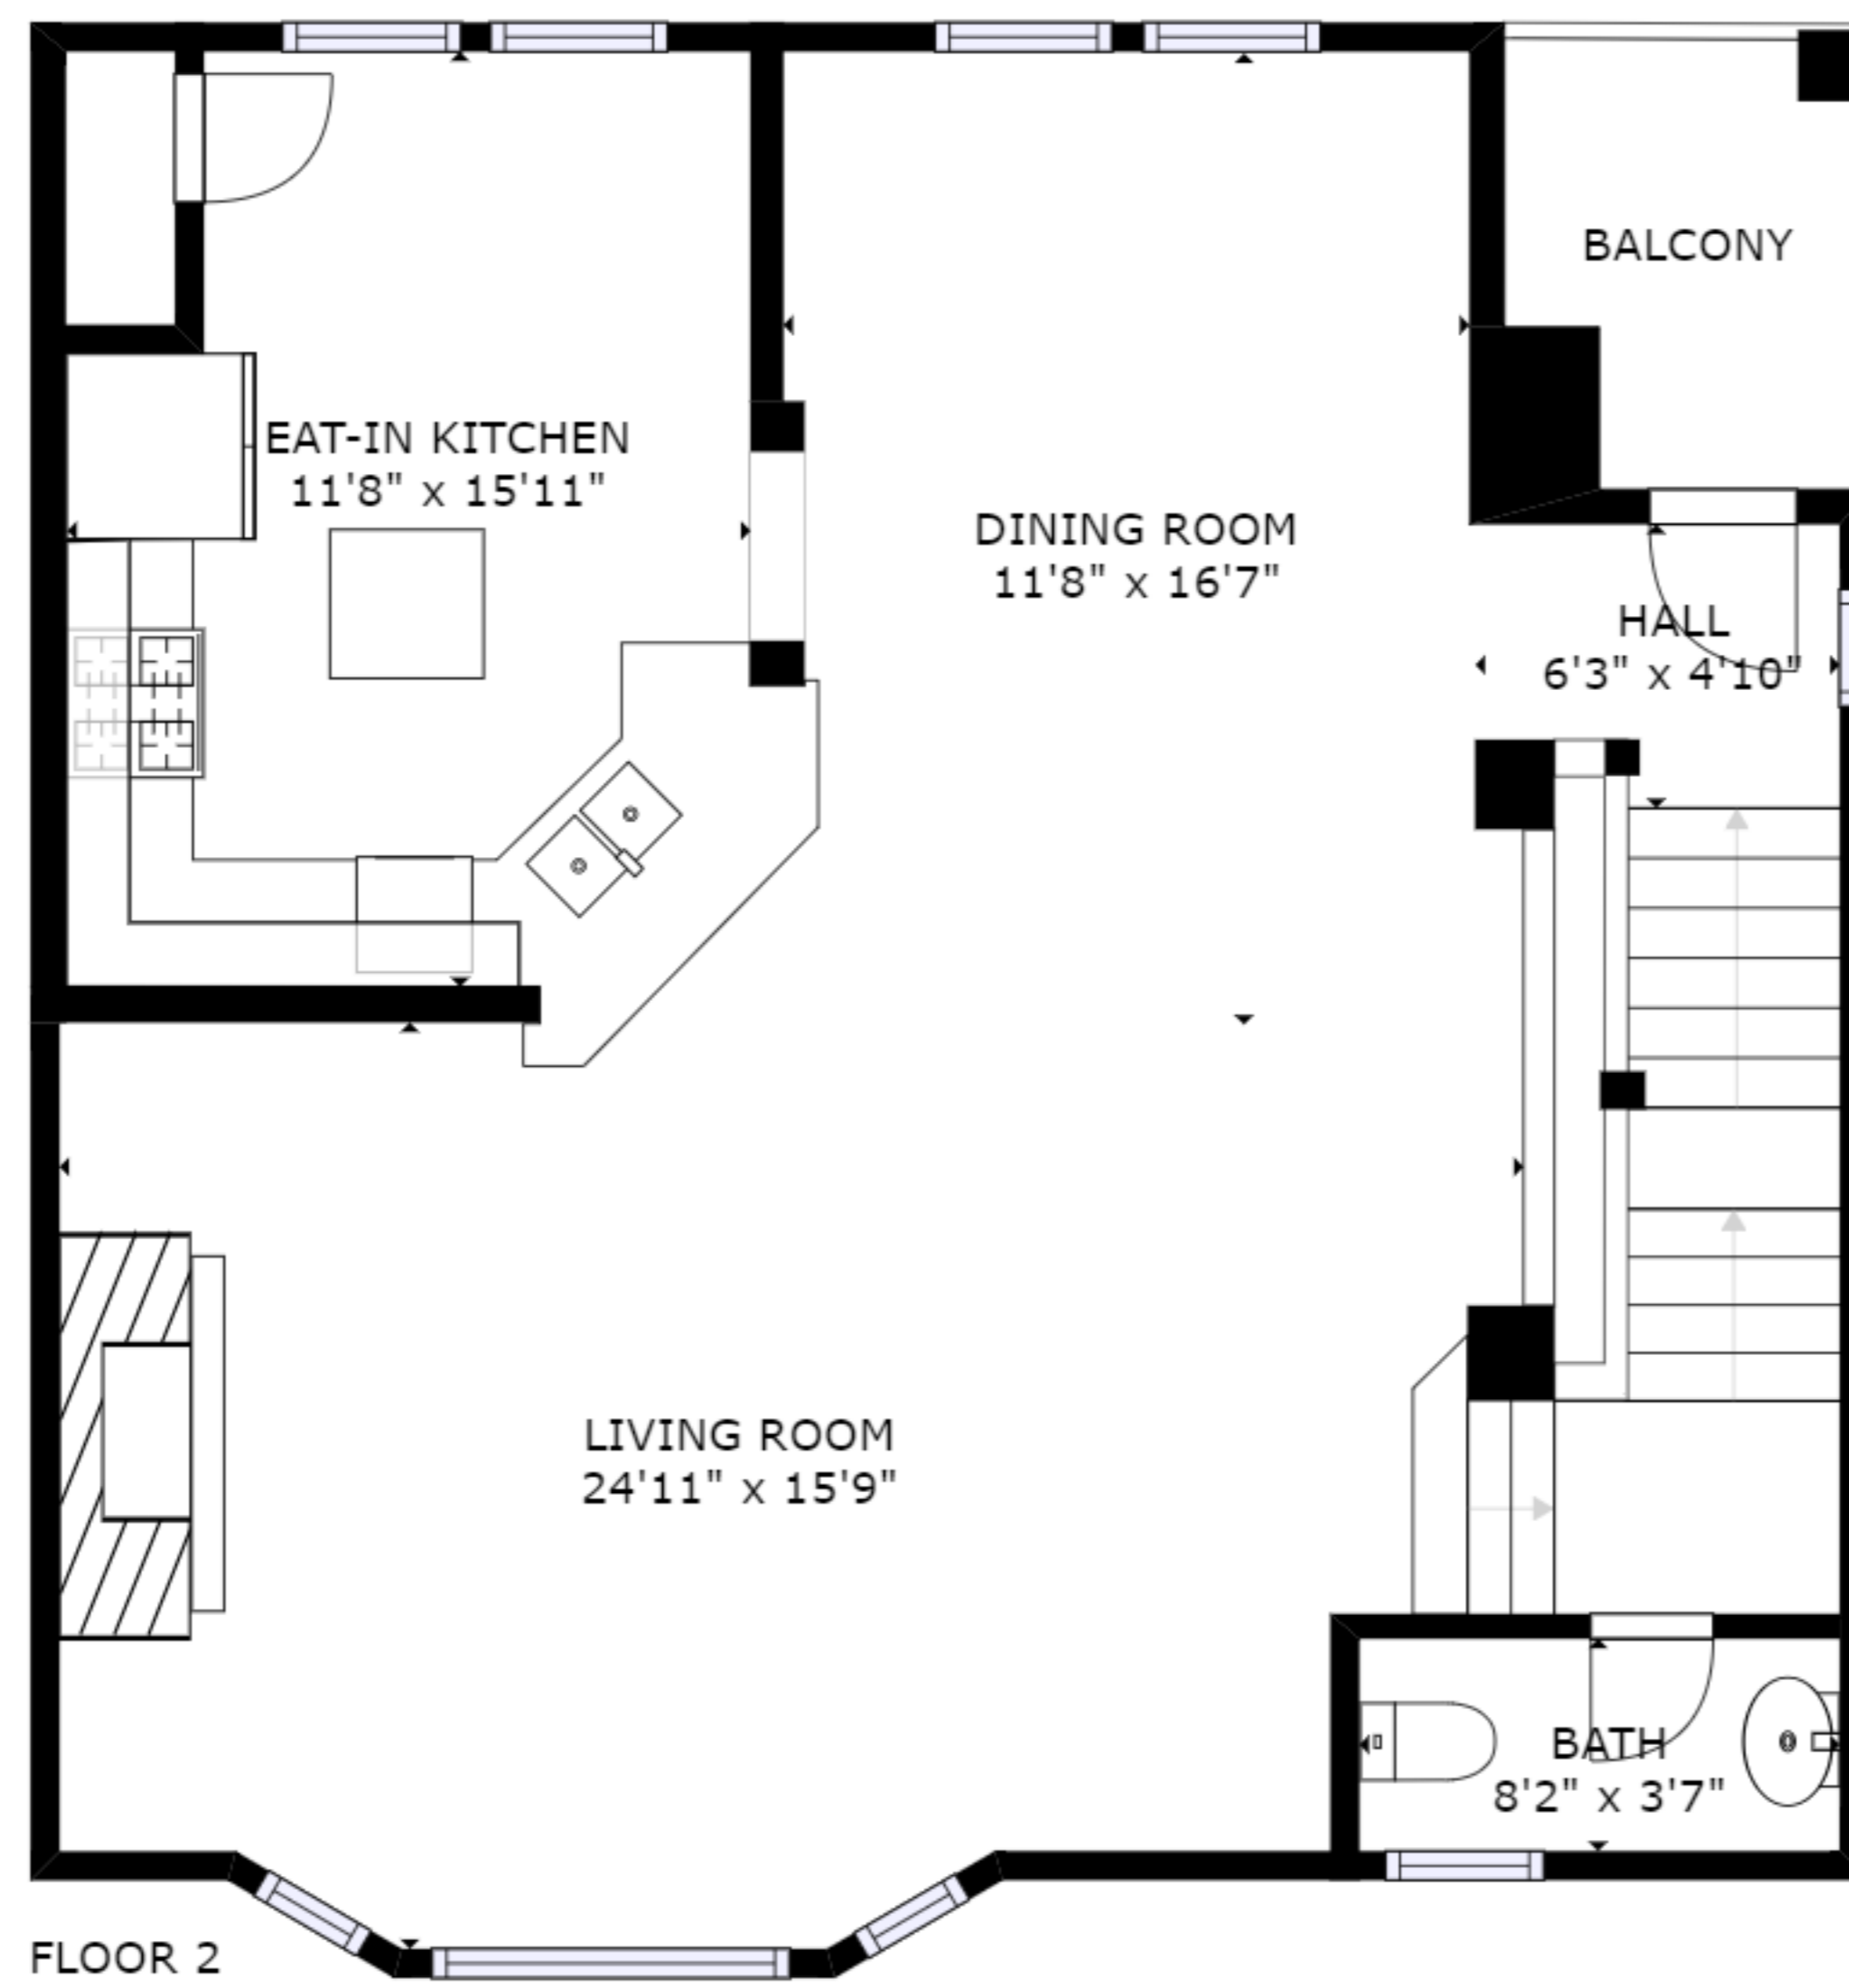 BALCONY
EAT-IN KITCHEN
11'8" x 15'11"
DINING ROOM
11'8" x 16'7"
HALL
6'3" x 4'10"
LIVING ROOM
24'11" x 15'9"
BATH
8'2" x 3'7"
FLOOR 2